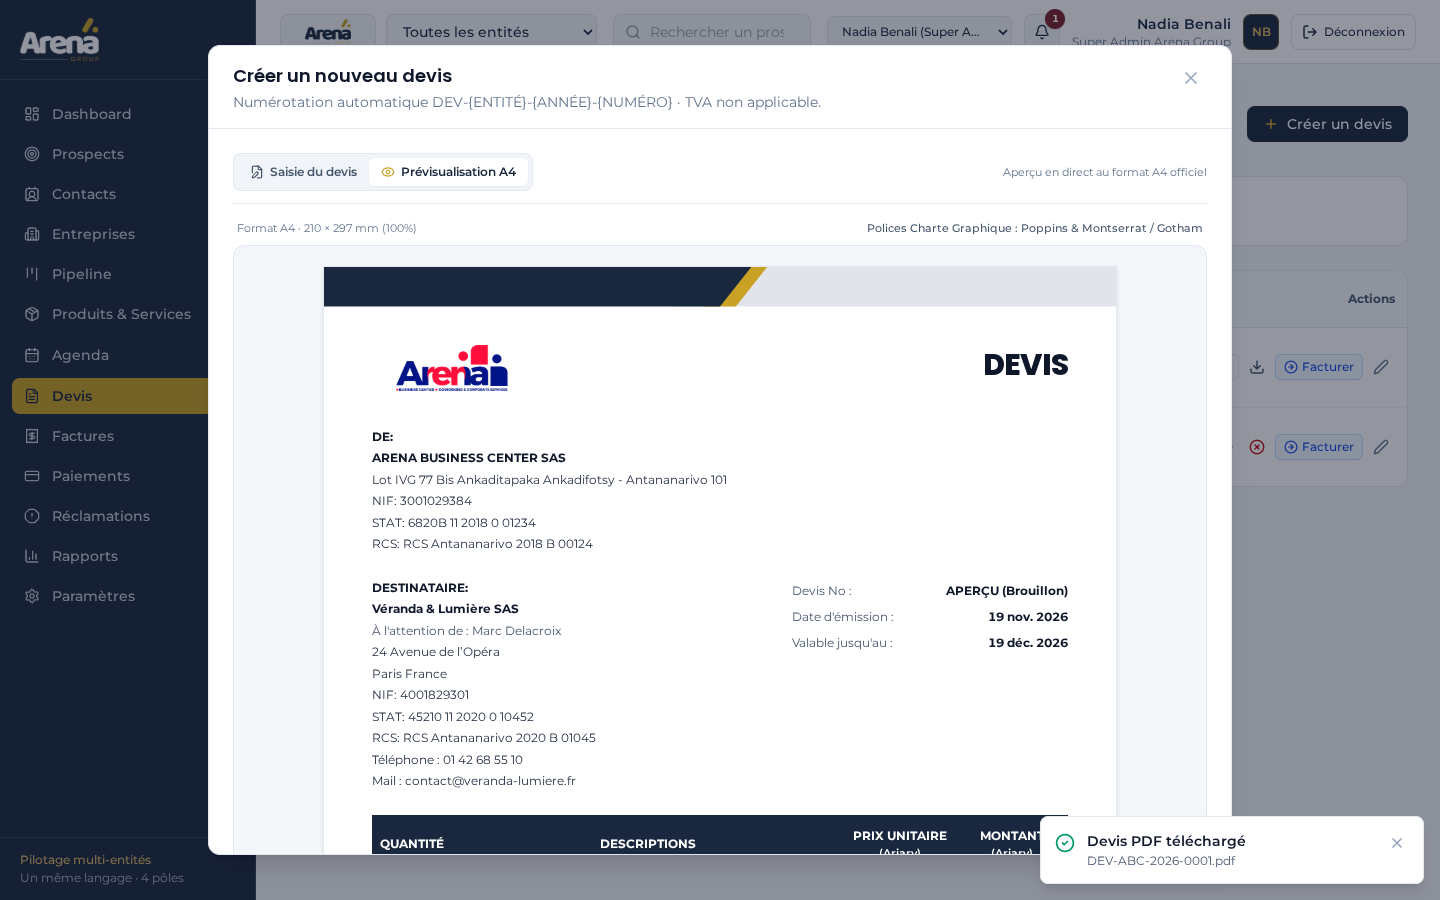 Arena
GROUP
Dashboard
Prospects
Contacts
Entreprises
Pipeline
Produits & Services
Agenda
Devis
Factures
Paiements
Réclamations
Rapports
Paramètres
Pilotage multi-entités
Un même langage · 4 pôles
Arena
Toutes les entités
Rechercher un pros
Nadia Benali (Super A...
1
Nadia Benali
Super Admin Arena Group
NB
Déconnexion
Créer un devis
Actions
Facturer
Facturer
Créer un nouveau devis
Numérotation automatique DEV-{ENTITÉ}-{ANNÉE}-{NUMÉRO} · TVA non applicable.
Saisie du devis
Prévisualisation A4
Aperçu en direct au format A4 officiel
Format A4 · 210 × 297 mm (100%)
Polices Charte Graphique : Poppins & Montserrat / Gotham
Arena
BUSINESS CENTER • COWORKING & CORPORATE SERVICES
DEVIS
DE:
ARENA BUSINESS CENTER SAS
Lot IVG 77 Bis Ankaditapaka Ankadifotsy - Antananarivo 101
NIF: 3001029384
STAT: 6820B 11 2018 0 01234
RCS: RCS Antananarivo 2018 B 00124
DESTINATAIRE:
Véranda & Lumière SAS
À l'attention de : Marc Delacroix
24 Avenue de l'Opéra
Paris France
NIF: 4001829301
STAT: 45210 11 2020 0 10452
RCS: RCS Antananarivo 2020 B 01045
Téléphone : 01 42 68 55 10
Mail : contact@veranda-lumiere.fr
Devis No : APERÇU (Brouillon)
Date d'émission : 19 nov. 2026
Valable jusqu'au : 19 déc. 2026
QUANTITÉ DESCRIPTIONS PRIX UNITAIRE (Ariary) MONTANT (Ariary)
Devis PDF téléchargé
DEV-ABC-2026-0001.pdf